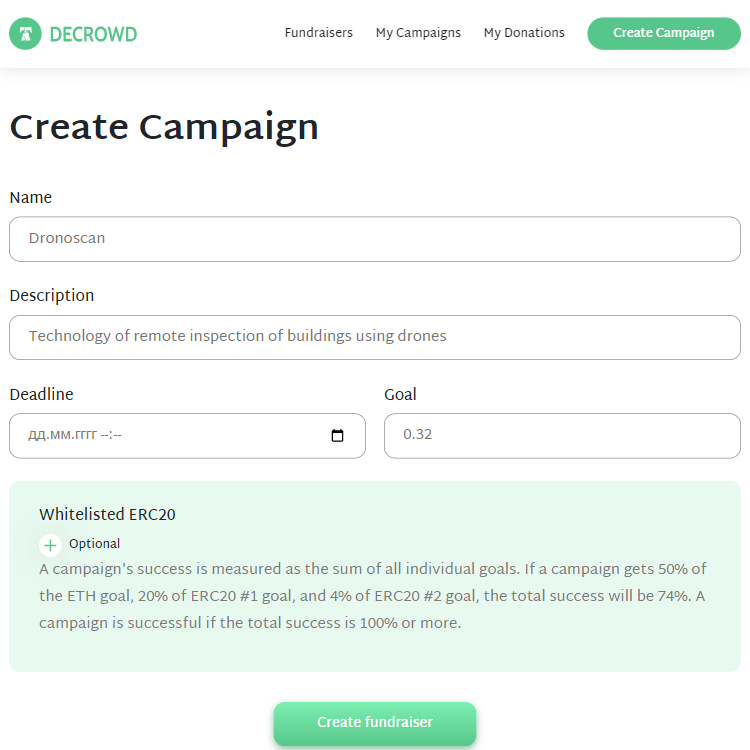 DECROWD
Fundraisers My Campaigns My Donations Create Campaign
Create Campaign
Name
Dronoscan
Description
Technology of remote inspection of buildings using drones
Deadline Goal
дд.мм.гггг --:-- 0.32
Whitelisted ERC20
Optional
A campaign's success is measured as the sum of all individual goals. If a campaign gets 50% of
the ETH goal, 20% of ERC20 #1 goal, and 4% of ERC20 #2 goal, the total success will be 74%. A
campaign is successful if the total success is 100% or more.
Create fundraiser